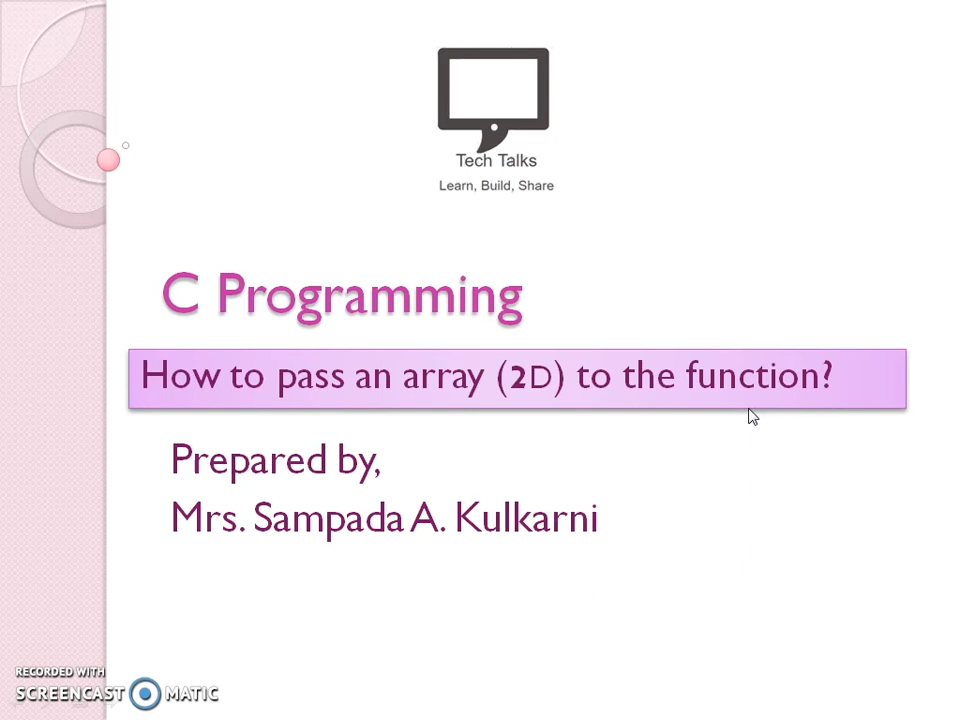 Tech Talks
Learn, Build, Share
C Programming
How to pass an array (2D) to the function?
Prepared by,
Mrs. Sampada A. Kulkarni
RECORDED WITH
SCREENCAST MATIC